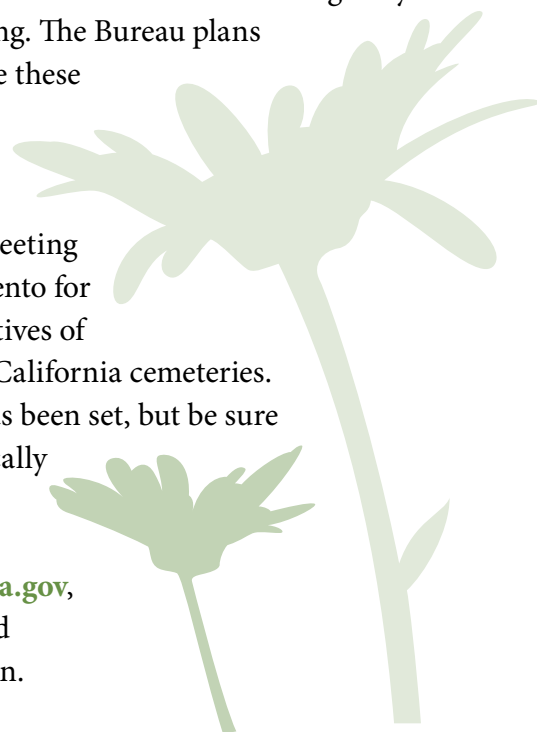 ng. The Bureau plans
e these
eeting
ento for
tives of
California cemeteries.
s been set, but be sure
ally
a.gov,
d
n.